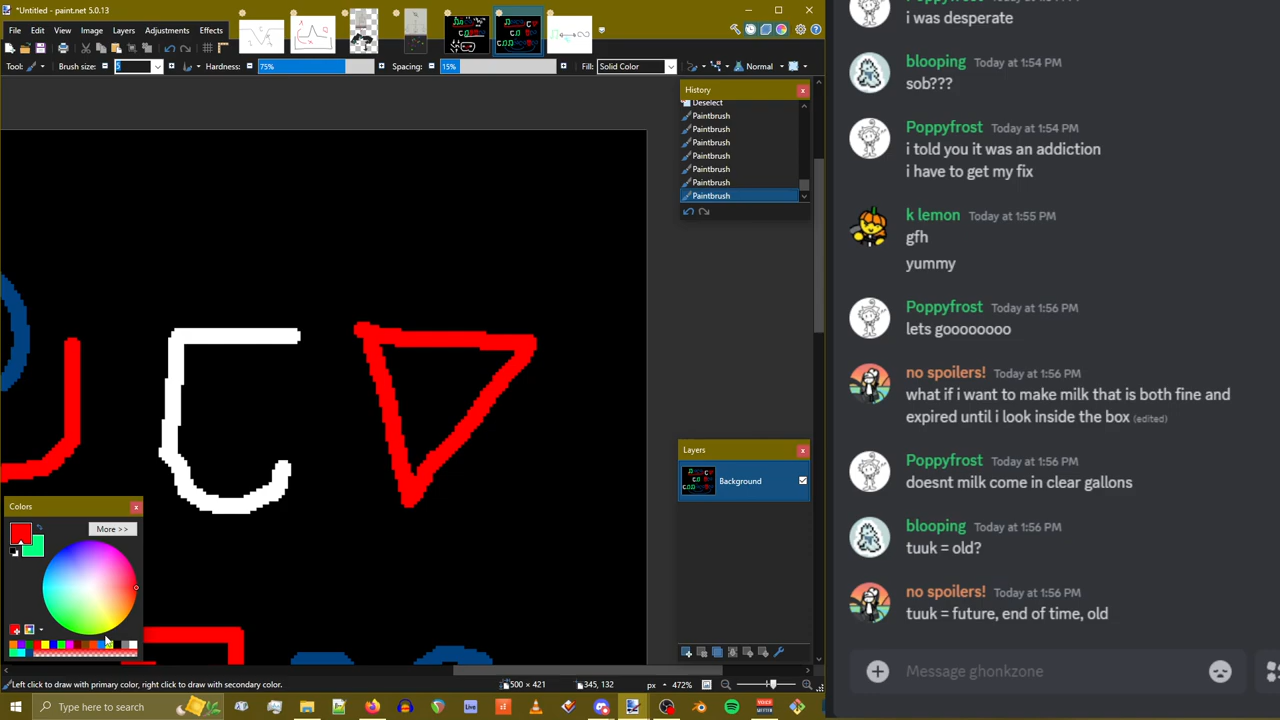 *Untitled - paint.net 5.0.13
File Edit View Image Layers Adjustments Effects
Tool: Brush size: 5 Hardness: 75% Spacing: 15% Fill: Solid Color Normal
History
Deselect
Paintbrush
Paintbrush
Paintbrush
Paintbrush
Paintbrush
Paintbrush
Paintbrush
Layers
Background
Colors
More >>
Left click to draw with primary color, right click to draw with secondary color.
500 × 421
345, 132
px
472%
Type here to search
Live
i was desperate
blooping Today at 1:54 PM
sob???
Poppyfrost Today at 1:54 PM
i told you it was an addiction
i have to get my fix
k lemon Today at 1:55 PM
gfh
yummy
Poppyfrost Today at 1:56 PM
lets goooooooo
no spoilers! Today at 1:56 PM
what if i want to make milk that is both fine and
expired until i look inside the box (edited)
Poppyfrost Today at 1:56 PM
doesnt milk come in clear gallons
blooping Today at 1:56 PM
tuuk = old?
no spoilers! Today at 1:56 PM
tuuk = future, end of time, old
Message ghonkzone